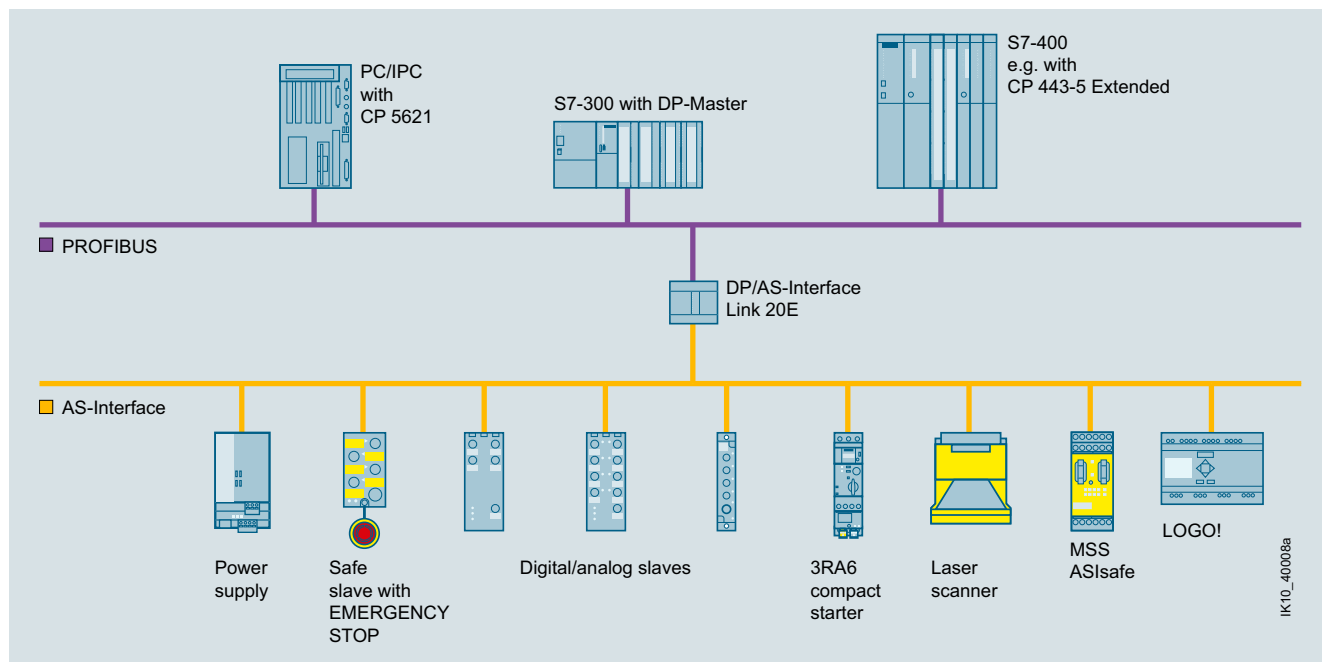 PC/IPC
with
CP 5621
S7-300 with DP-Master
S7-400
e.g. with
CP 443-5 Extended
PROFIBUS
DP/AS-Interface
Link 20E
AS-Interface
Power
supply
Safe
slave with
EMERGENCY
STOP
Digital/analog slaves
3RA6
compact
starter
Laser
scanner
MSS
ASIsafe
LOGO!
IK10_40008a